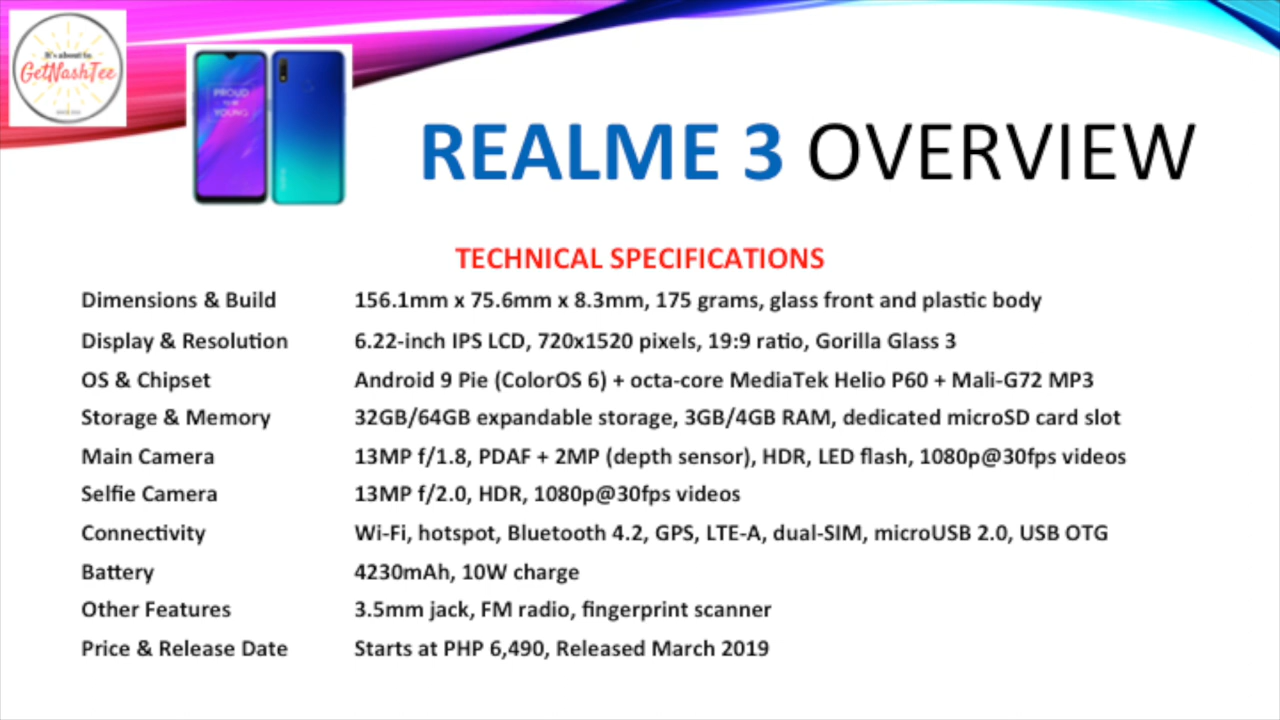 It's about to
GetNashTee
PROUD
TO BE
YOUNG
REALME 3 OVERVIEW
TECHNICAL SPECIFICATIONS
Dimensions & Build 156.1mm x 75.6mm x 8.3mm, 175 grams, glass front and plastic body
Display & Resolution 6.22-inch IPS LCD, 720x1520 pixels, 19:9 ratio, Gorilla Glass 3
OS & Chipset Android 9 Pie (ColorOS 6) + octa-core MediaTek Helio P60 + Mali-G72 MP3
Storage & Memory 32GB/64GB expandable storage, 3GB/4GB RAM, dedicated microSD card slot
Main Camera 13MP f/1.8, PDAF + 2MP (depth sensor), HDR, LED flash, 1080p@30fps videos
Selfie Camera 13MP f/2.0, HDR, 1080p@30fps videos
Connectivity Wi-Fi, hotspot, Bluetooth 4.2, GPS, LTE-A, dual-SIM, microUSB 2.0, USB OTG
Battery 4230mAh, 10W charge
Other Features 3.5mm jack, FM radio, fingerprint scanner
Price & Release Date Starts at PHP 6,490, Released March 2019